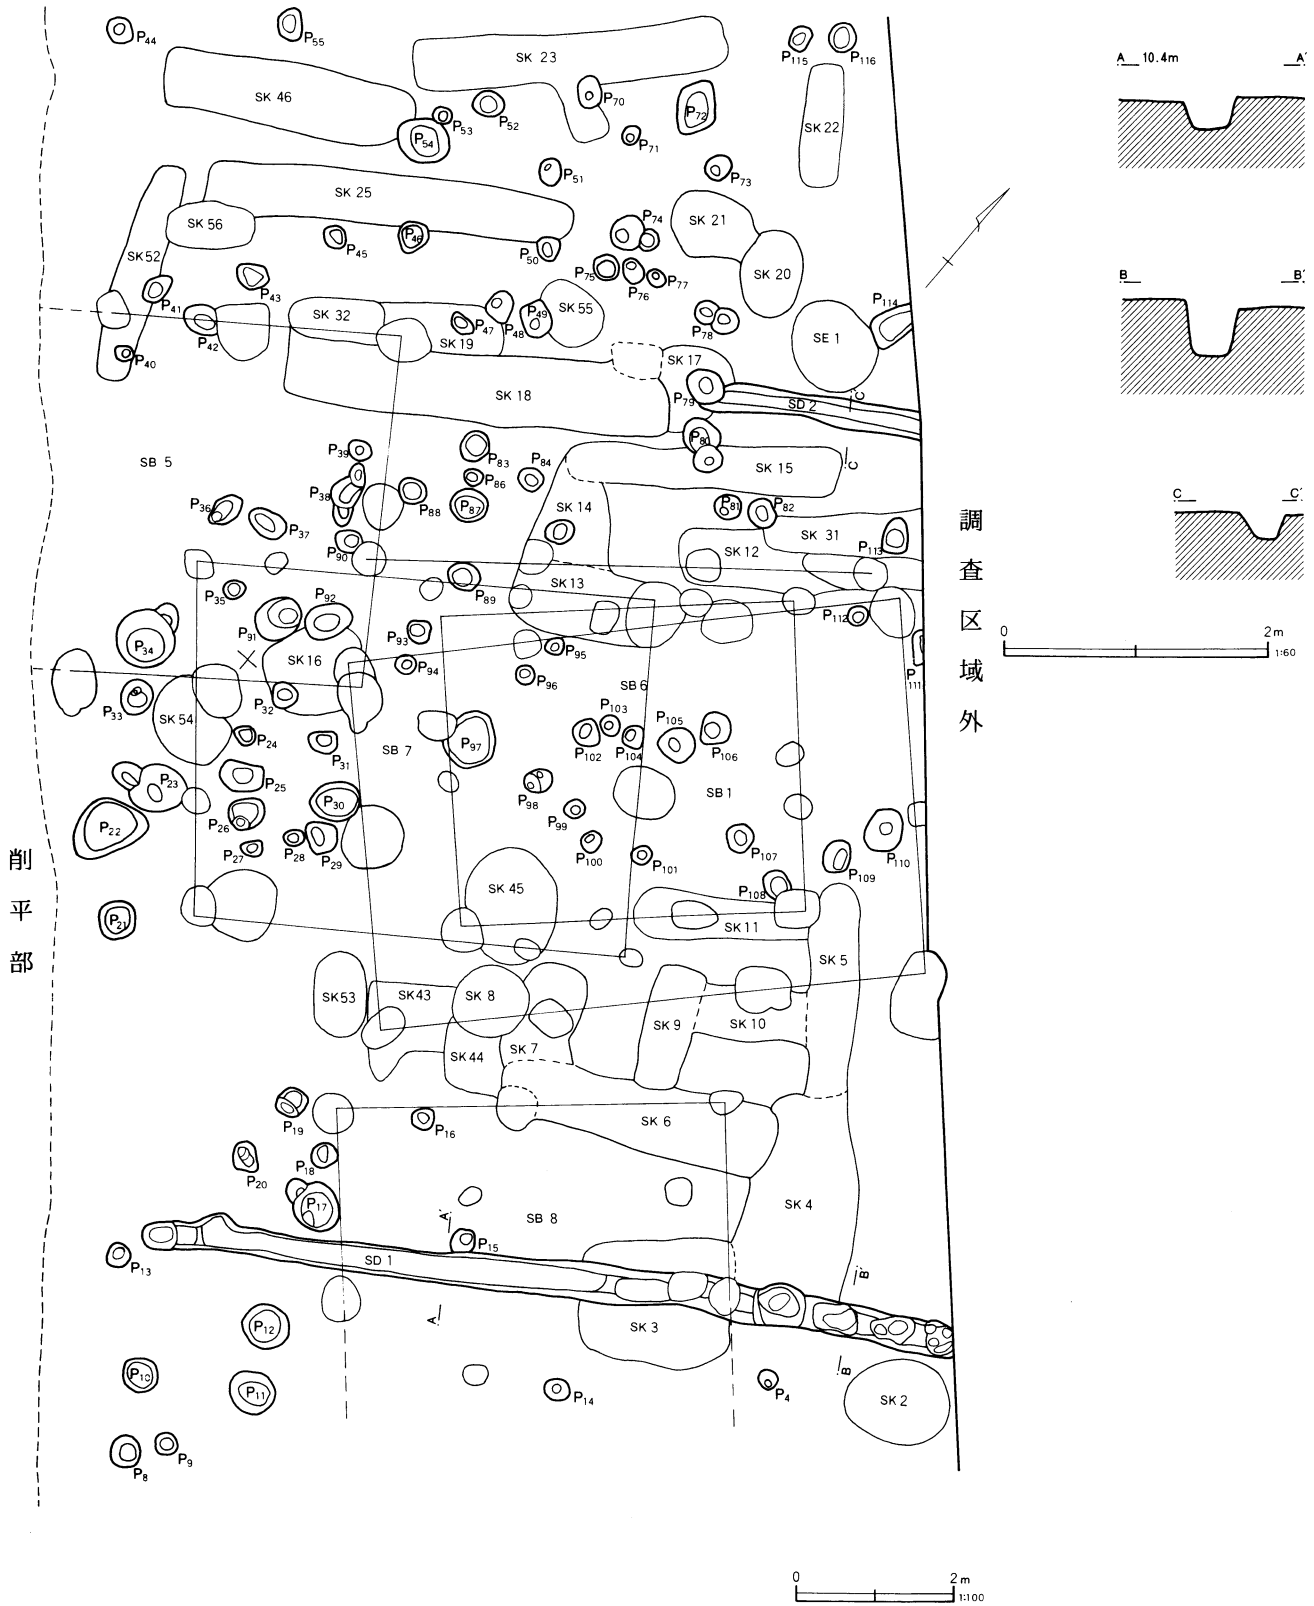 P44
P55
SK 23
P115
P116
SK 46
P70
P53
P52
P72
SK 22
P54
P71
P51
P73
SK 25
SK 56
P74
SK 21
P45
P46
P50
SK52
P75
P76
P77
SK 20
P43
P41
P42
SK 32
P47
P48
P49
SK 55
P114
P78
SE 1
SK 19
P40
SK 17
SK 18
P79
SD 2
C'
P39
P83
P84
P80
SB 5
SK 15
C
P86
P38
P88
P87
P36
P37
SK 14
P81
P82
P90
SK 31
SK 12
P113
P35
P89
SK 13
P92
P91
P93
P112
P34
P95
SK 16
P94
P96
P111
SB 6
P33
P32
SK 54
P24
P103
P102
P104
P105
P106
P31
SB 7
P97
P23
P25
P98
SB 1
P30
P99
P22
P26
P27
P28
P29
P100
P101
P107
P110
P109
SK 45
P108
P21
SK 11
SK 5
SK53
SK43
SK 8
SK 9
SK 10
SK 44
SK 7
P19
P16
SK 6
P18
P20
P17
SK 4
A'
SB 8
P15
P13
SD 1
B'
A
P12
SK 3
P10
P11
B
P14
P4
SK 2
P8
P9
削平部
調査区域外
A 10.4m A'
B B'
C C'
0 2m
1:60
0 2 m
1:100